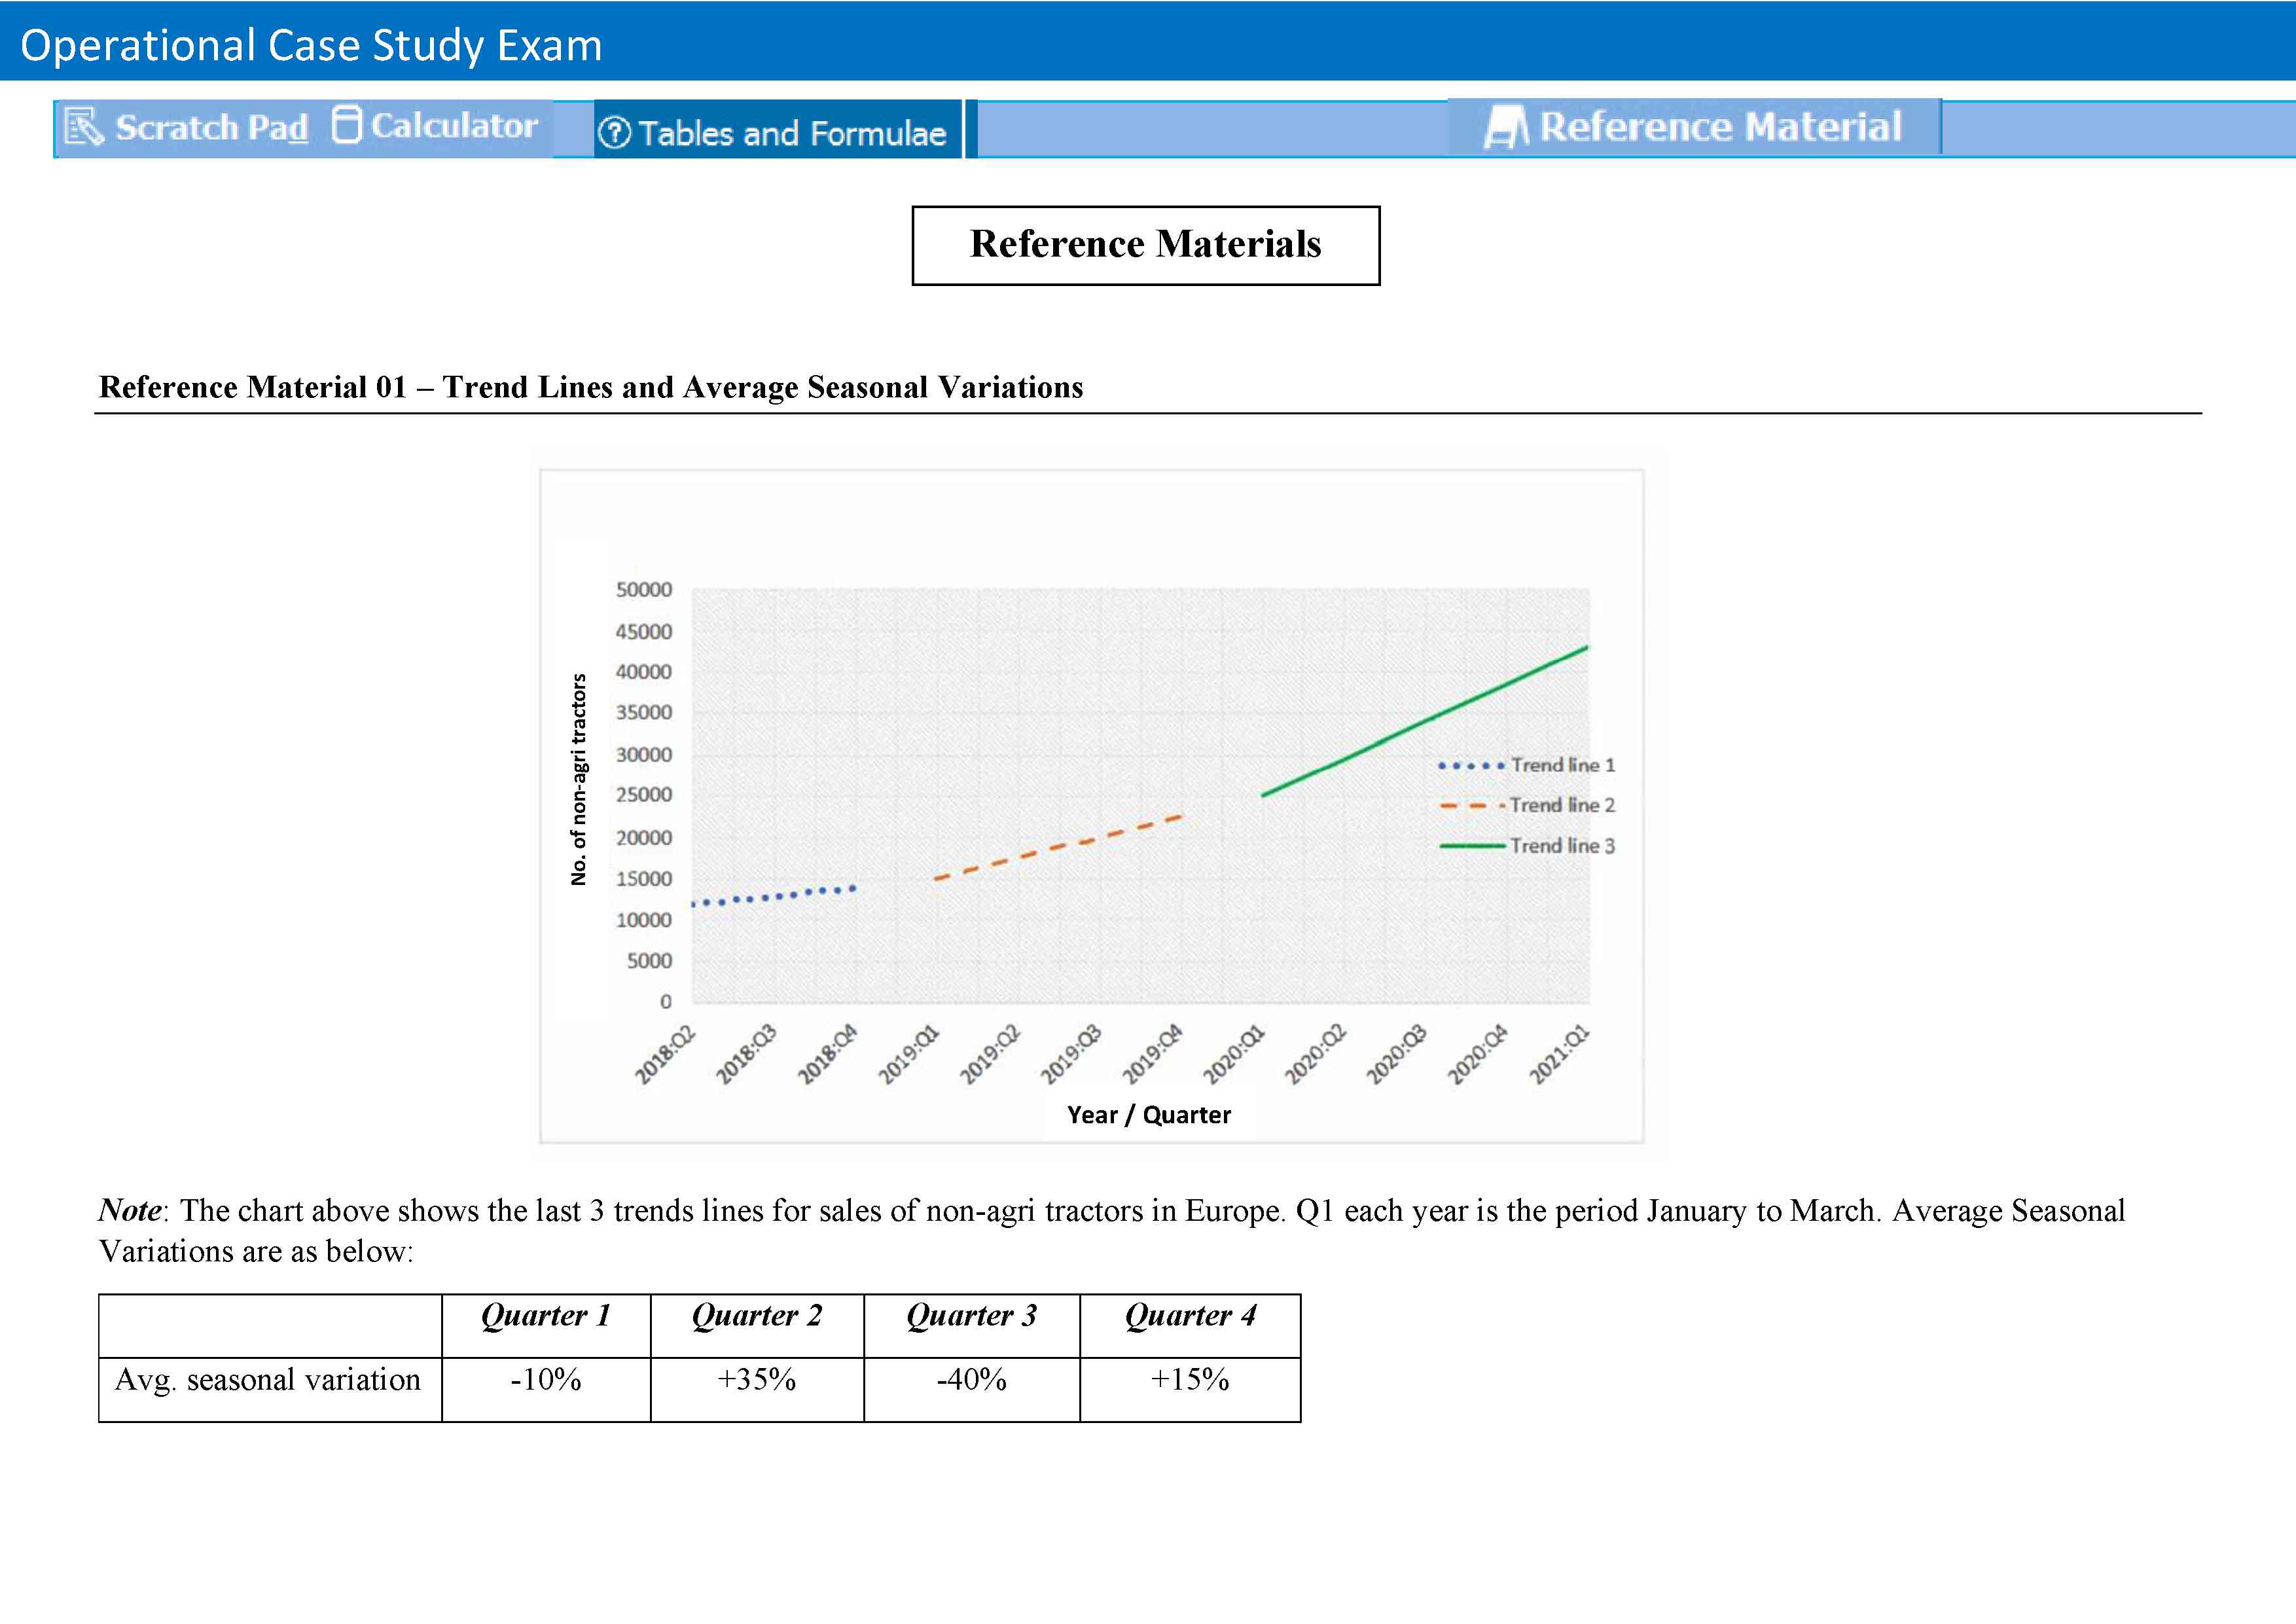 Operational Case Study Exam
Scratch Pad Calculator Tables and Formulae Reference Material
Reference Materials
Reference Material 01 – Trend Lines and Average Seasonal Variations
50000
45000
40000
35000
30000
25000
20000
15000
10000
5000
0
No. of non-agri tractors
Trend line 1
Trend line 2
Trend line 3
2018:Q2 2018:Q3 2018:Q4 2019:Q1 2019:Q2 2019:Q3 2019:Q4 2020:Q1 2020:Q2 2020:Q3 2020:Q4 2021:Q1
Year / Quarter
Note: The chart above shows the last 3 trends lines for sales of non-agri tractors in Europe. Q1 each year is the period January to March. Average Seasonal
Variations are as below:
Quarter 1 Quarter 2 Quarter 3 Quarter 4
Avg. seasonal variation -10% +35% -40% +15%